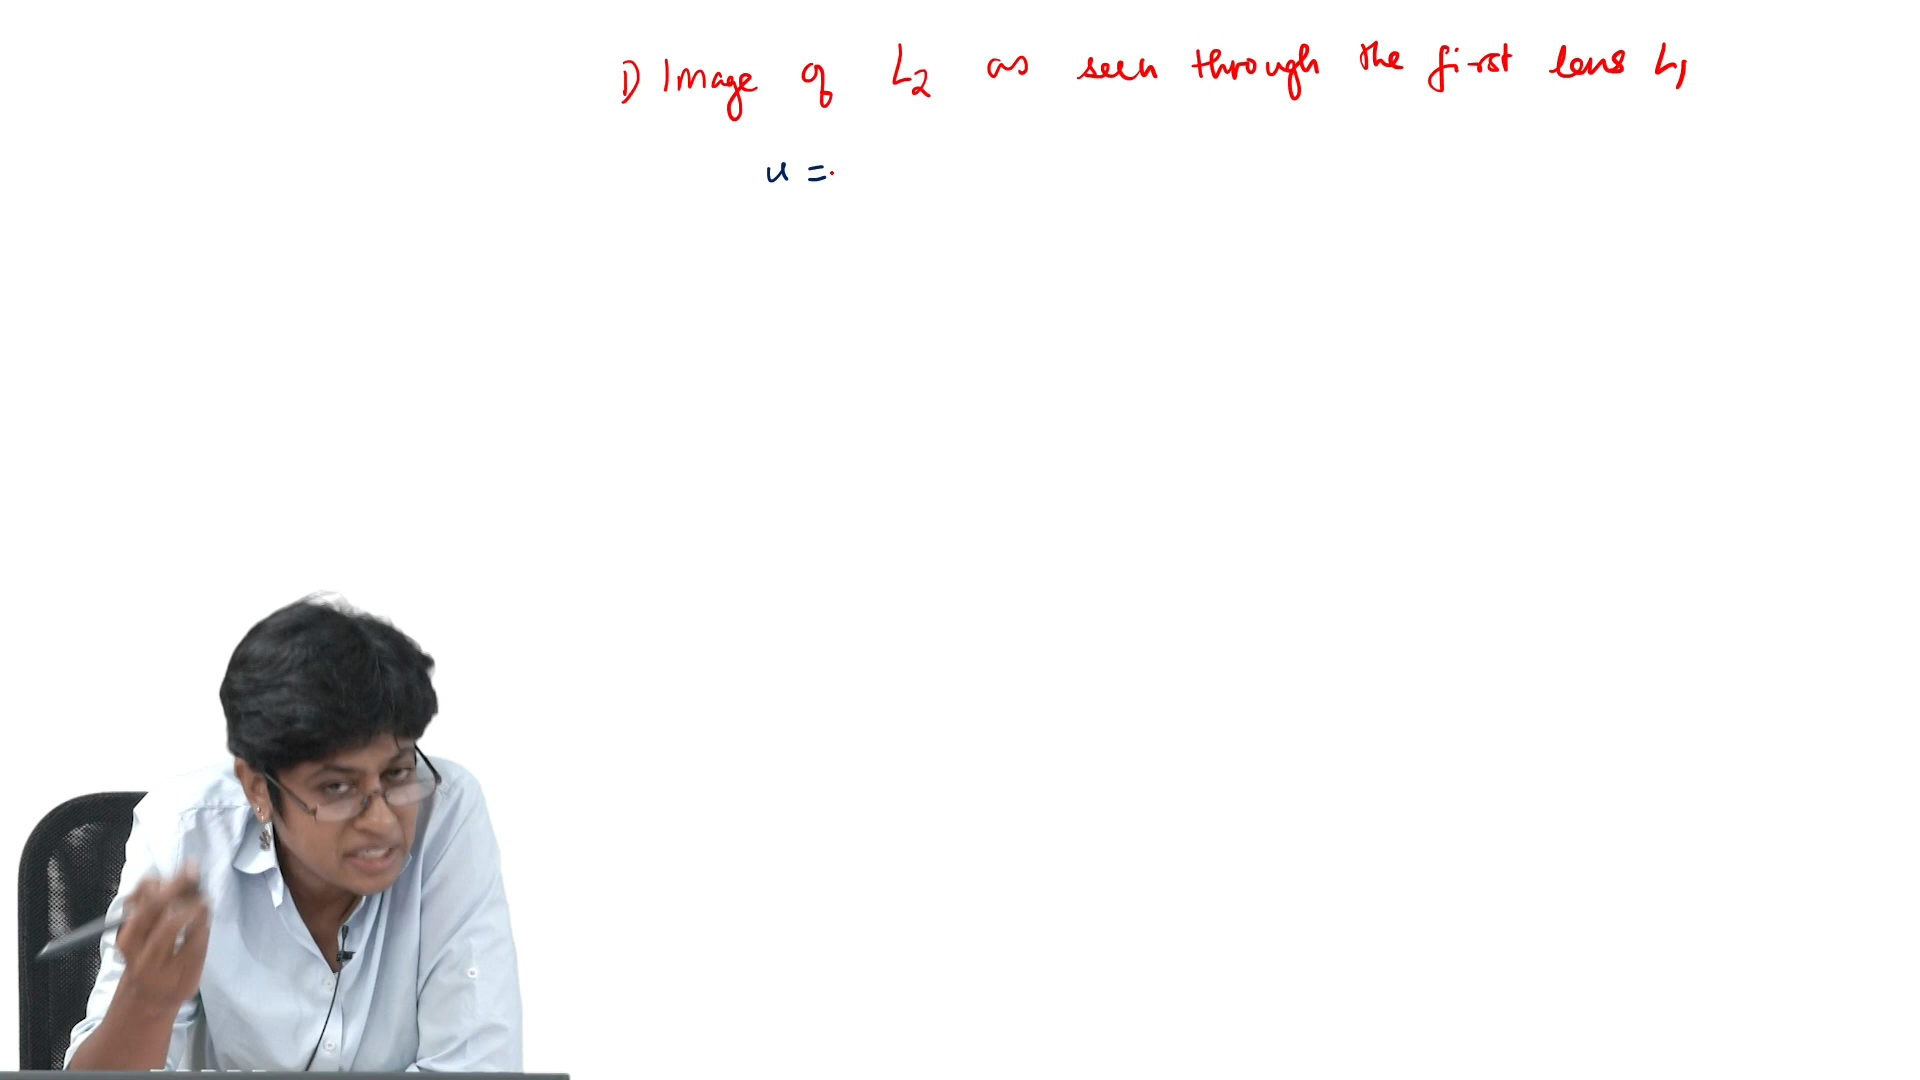 1) Image of L2 as seen through the first lens L1
u =